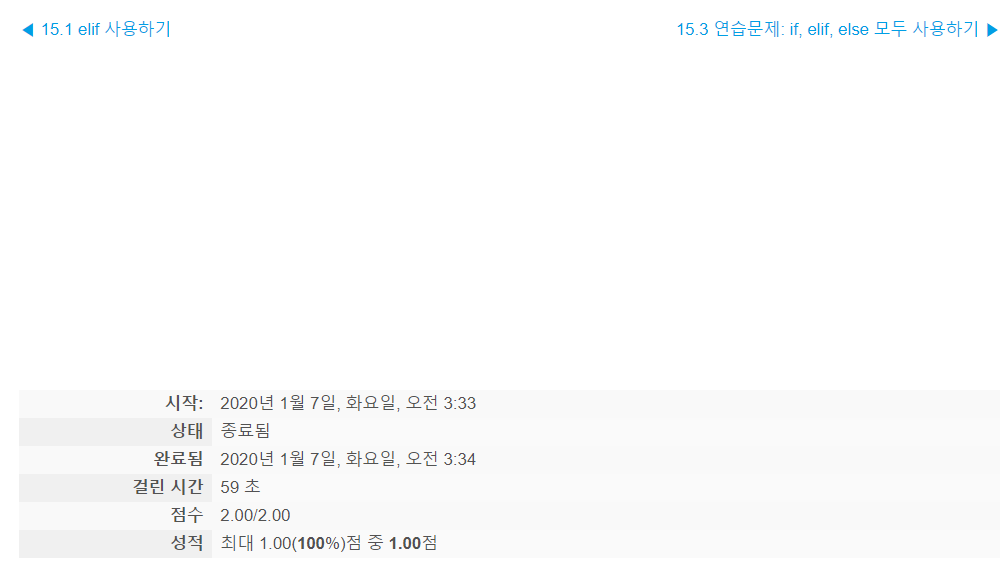 ◀ 15.1 elif 사용하기
15.3 연습문제: if, elif, else 모두 사용하기 ▶
시작: 2020년 1월 7일, 화요일, 오전 3:33
상태 종료됨
완료됨 2020년 1월 7일, 화요일, 오전 3:34
걸린 시간 59 초
점수 2.00/2.00
성적 최대 1.00(100%)점 중 1.00점